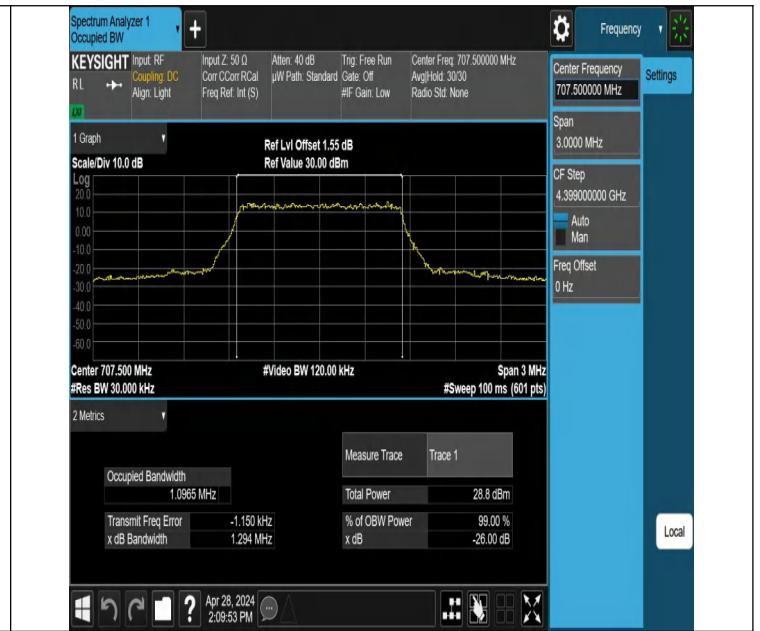 Spectrum Analyzer 1
Occupied BW
+
Frequency
KEYSIGHT
RL
LXI
Input: RF
Coupling: DC
Align: Light
Input Z: 50 Ω
Corr CCorr RCal
Freq Ref: Int (S)
Atten: 40 dB
µW Path: Standard
Trig: Free Run
Gate: Off
#IF Gain: Low
Center Freq: 707.500000 MHz
Avg|Hold: 30/30
Radio Std: None
Center Frequency
707.500000 MHz
Settings
Span
3.0000 MHz
CF Step
4.399000000 GHz
Auto
Man
Freq Offset
0 Hz
Local
1 Graph
Scale/Div 10.0 dB
Ref Lvl Offset 1.55 dB
Ref Value 30.00 dBm
Log
20.0
10.0
0.00
-10.0
-20.0
-30.0
-40.0
-50.0
-60.0
Center 707.500 MHz
#Video BW 120.00 kHz
Span 3 MHz
#Res BW 30.000 kHz
#Sweep 100 ms (601 pts)
2 Metrics
Measure Trace
Trace 1
Occupied Bandwidth
1.0965 MHz
Total Power
28.8 dBm
Transmit Freq Error
-1.150 kHz
% of OBW Power
99.00 %
x dB Bandwidth
1.294 MHz
x dB
-26.00 dB
?
Apr 28, 2024
2:09:53 PM